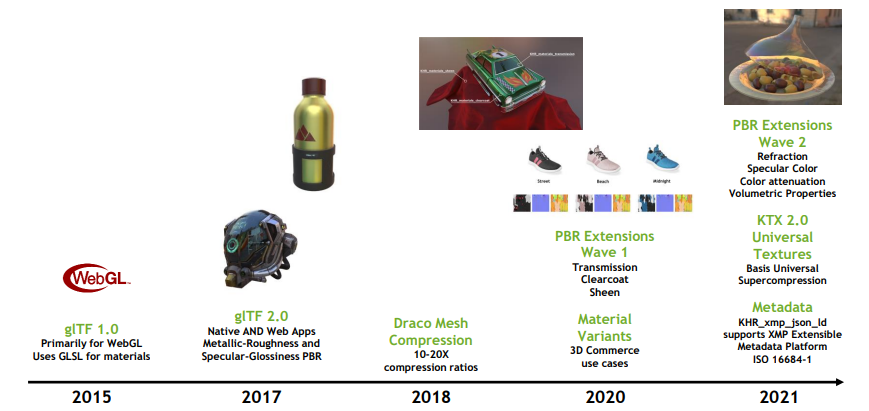 WebGL™
glTF 1.0
Primarily for WebGL
Uses GLSL for materials
2015
glTF 2.0
Native AND Web Apps
Metallic-Roughness and
Specular-Glossiness PBR
2017
Draco Mesh
Compression
10-20X
compression ratios
2018
KHR_materials_transmission
KHR_materials_sheen
KHR_materials_clearcoat
Street
Beach
Midnight
PBR Extensions
Wave 1
Transmission
Clearcoat
Sheen
Material
Variants
3D Commerce
use cases
2020
PBR Extensions
Wave 2
Refraction
Specular Color
Color attenuation
Volumetric Properties
KTX 2.0
Universal
Textures
Basis Universal
Supercompression
Metadata
KHR_xmp_json_ld
supports XMP Extensible
Metadata Platform
ISO 16684-1
2021